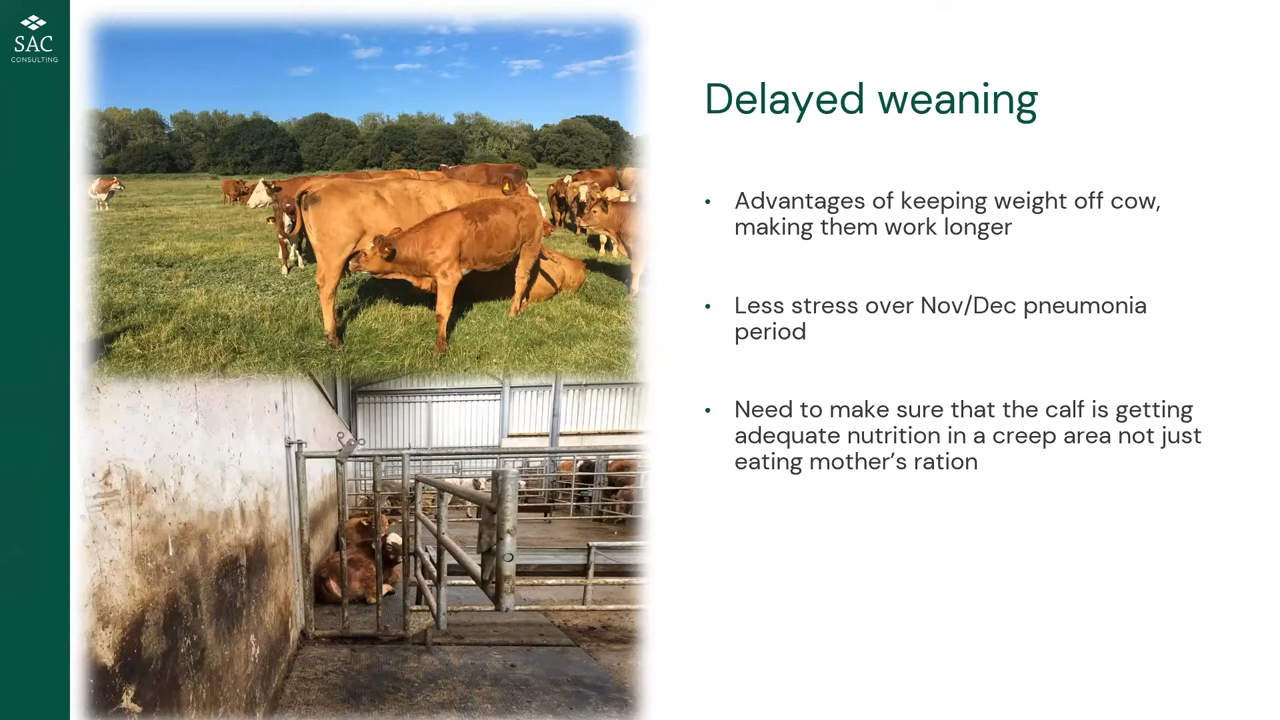 SAC
CONSULTING
Delayed weaning
• Advantages of keeping weight off cow,
making them work longer
• Less stress over Nov/Dec pneumonia
period
• Need to make sure that the calf is getting
adequate nutrition in a creep area not just
eating mother’s ration